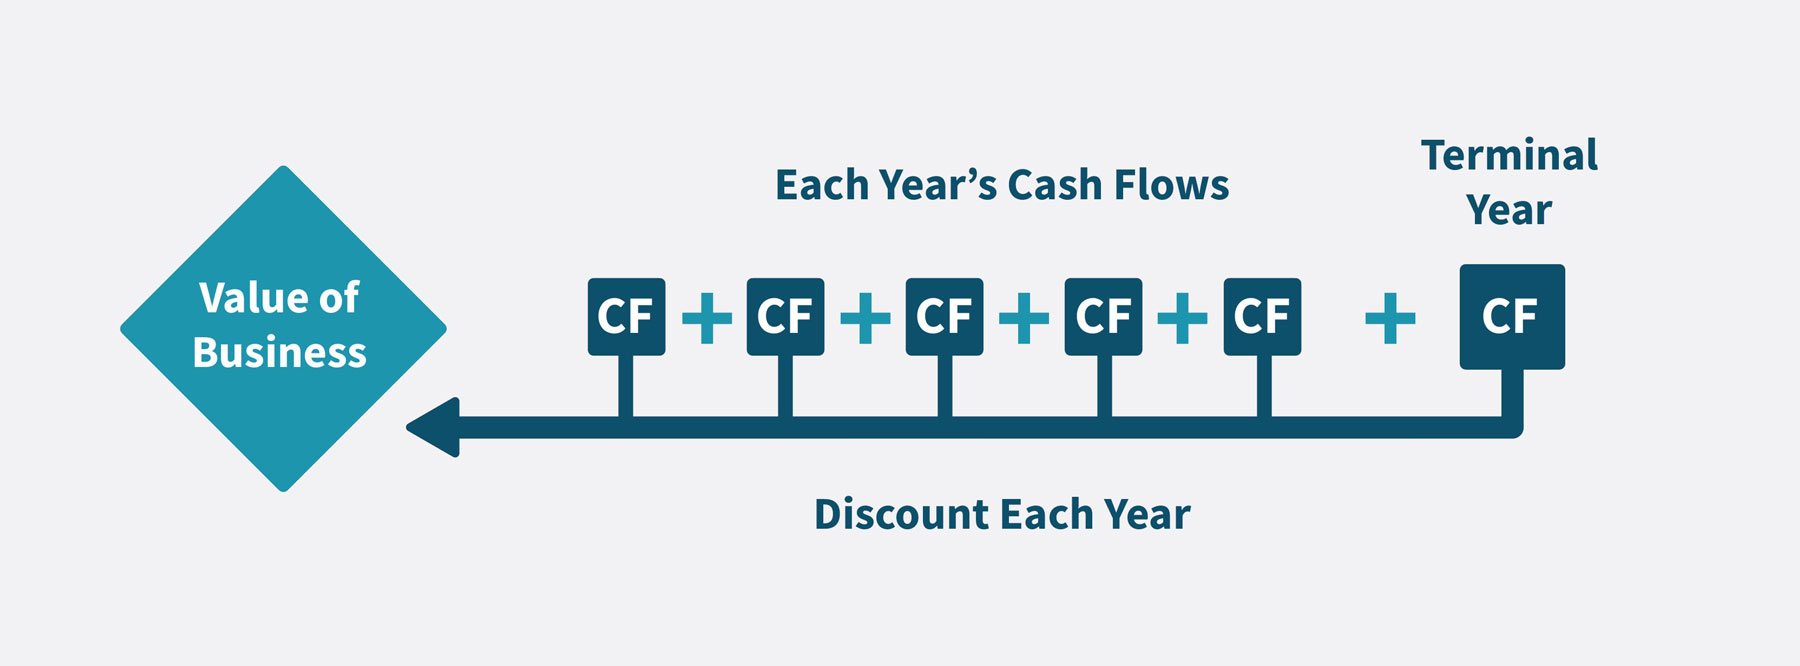 Each Year’s Cash Flows
Terminal
Year
Value of
Business
CF + CF + CF + CF + CF + CF
Discount Each Year